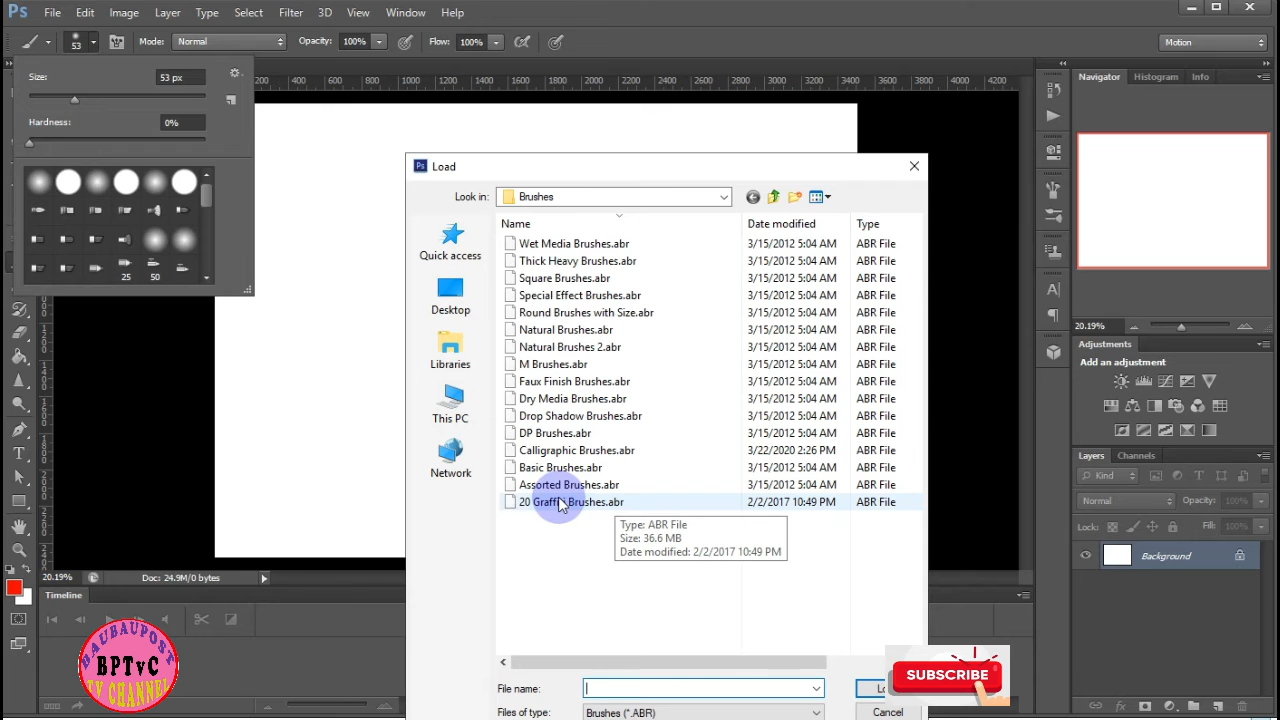 Ps File Edit Image Layer Type Select Filter 3D View Window Help
53 Mode: Normal Opacity: 100% Flow: 100% Motion
Size: 53 px
Hardness: 0%
25 50
200 400 600 800 1000 1200 1400 1600 1800 2000 2200 2400 2600 2800 3000 3200 3400 3600 3800 4000 4200
Load
Look in: Brushes
Name Date modified Type
Wet Media Brushes.abr 3/15/2012 5:04 AM ABR File
Thick Heavy Brushes.abr 3/15/2012 5:04 AM ABR File
Square Brushes.abr 3/15/2012 5:04 AM ABR File
Special Effect Brushes.abr 3/15/2012 5:04 AM ABR File
Round Brushes with Size.abr 3/15/2012 5:04 AM ABR File
Natural Brushes.abr 3/15/2012 5:04 AM ABR File
Natural Brushes 2.abr 3/15/2012 5:04 AM ABR File
M Brushes.abr 3/15/2012 5:04 AM ABR File
Faux Finish Brushes.abr 3/15/2012 5:04 AM ABR File
Dry Media Brushes.abr 3/15/2012 5:04 AM ABR File
Drop Shadow Brushes.abr 3/15/2012 5:04 AM ABR File
DP Brushes.abr 3/15/2012 5:04 AM ABR File
Calligraphic Brushes.abr 3/22/2020 2:26 PM ABR File
Basic Brushes.abr 3/15/2012 5:04 AM ABR File
Assorted Brushes.abr 3/15/2012 5:04 AM ABR File
20 Graffiti Brushes.abr 2/2/2017 10:49 PM ABR File
Type: ABR File
Size: 36.6 MB
Date modified: 2/2/2017 10:49 PM
Quick access
Desktop
Libraries
This PC
Network
File name:
Files of type: Brushes (*.ABR)
Cancel
Navigator Histogram Info
20.19%
Adjustments
Add an adjustment
Layers Channels
Kind
Normal Opacity: 100%
Lock: Fill: 100%
Background
20.19% Doc: 24.9M/0 bytes
Timeline
BAUBAUPOST
BPTvC
TV CHANNEL
SUBSCRIBE